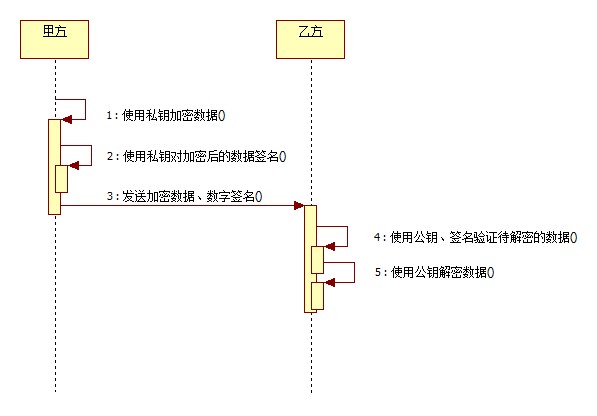 甲方
乙方
1：使用私钥加密数据()
2：使用私钥对加密后的数据签名()
3：发送加密数据、数字签名()
4：使用公钥、签名验证待解密的数据()
5：使用公钥解密数据()